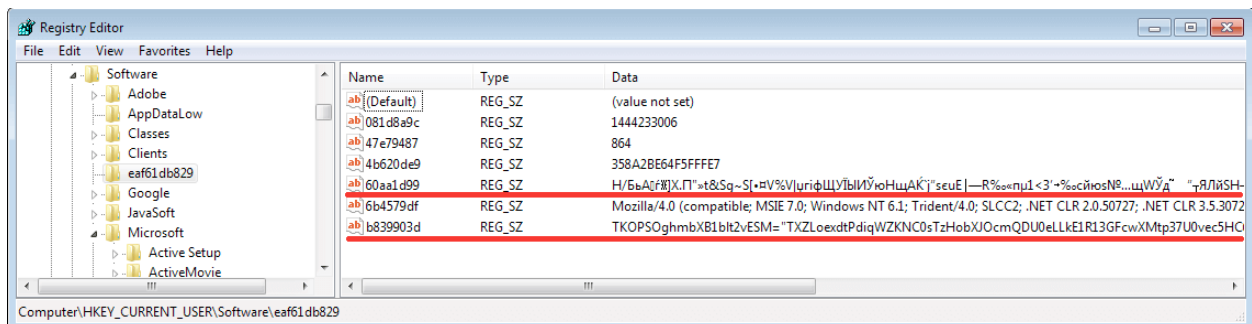 Registry Editor
File Edit View Favorites Help
Software
Adobe
AppDataLow
Classes
Clients
eaf61db829
Google
JavaSoft
Microsoft
Active Setup
ActiveMovie
Name Type Data
(Default) REG_SZ (value not set)
081d8a9c REG_SZ 1444233006
47e79487 REG_SZ 864
4b620de9 REG_SZ 358A2BE64F5FFFE7
60aa1d99 REG_SZ
6b4579df REG_SZ Mozilla/4.0 (compatible; MSIE 7.0; Windows NT 6.1; Trident/4.0; SLCC2; .NET CLR 2.0.50727; .NET CLR 3.5.3072
b839903d REG_SZ TKOPSOghmbXB1blt2vESM="TXZLoexdtPdiqWZKNC0sTzHobXJOcmQDU0eLLkE1R13GFcwXMtp37U0vec5HC
Computer\HKEY_CURRENT_USER\Software\eaf61db829